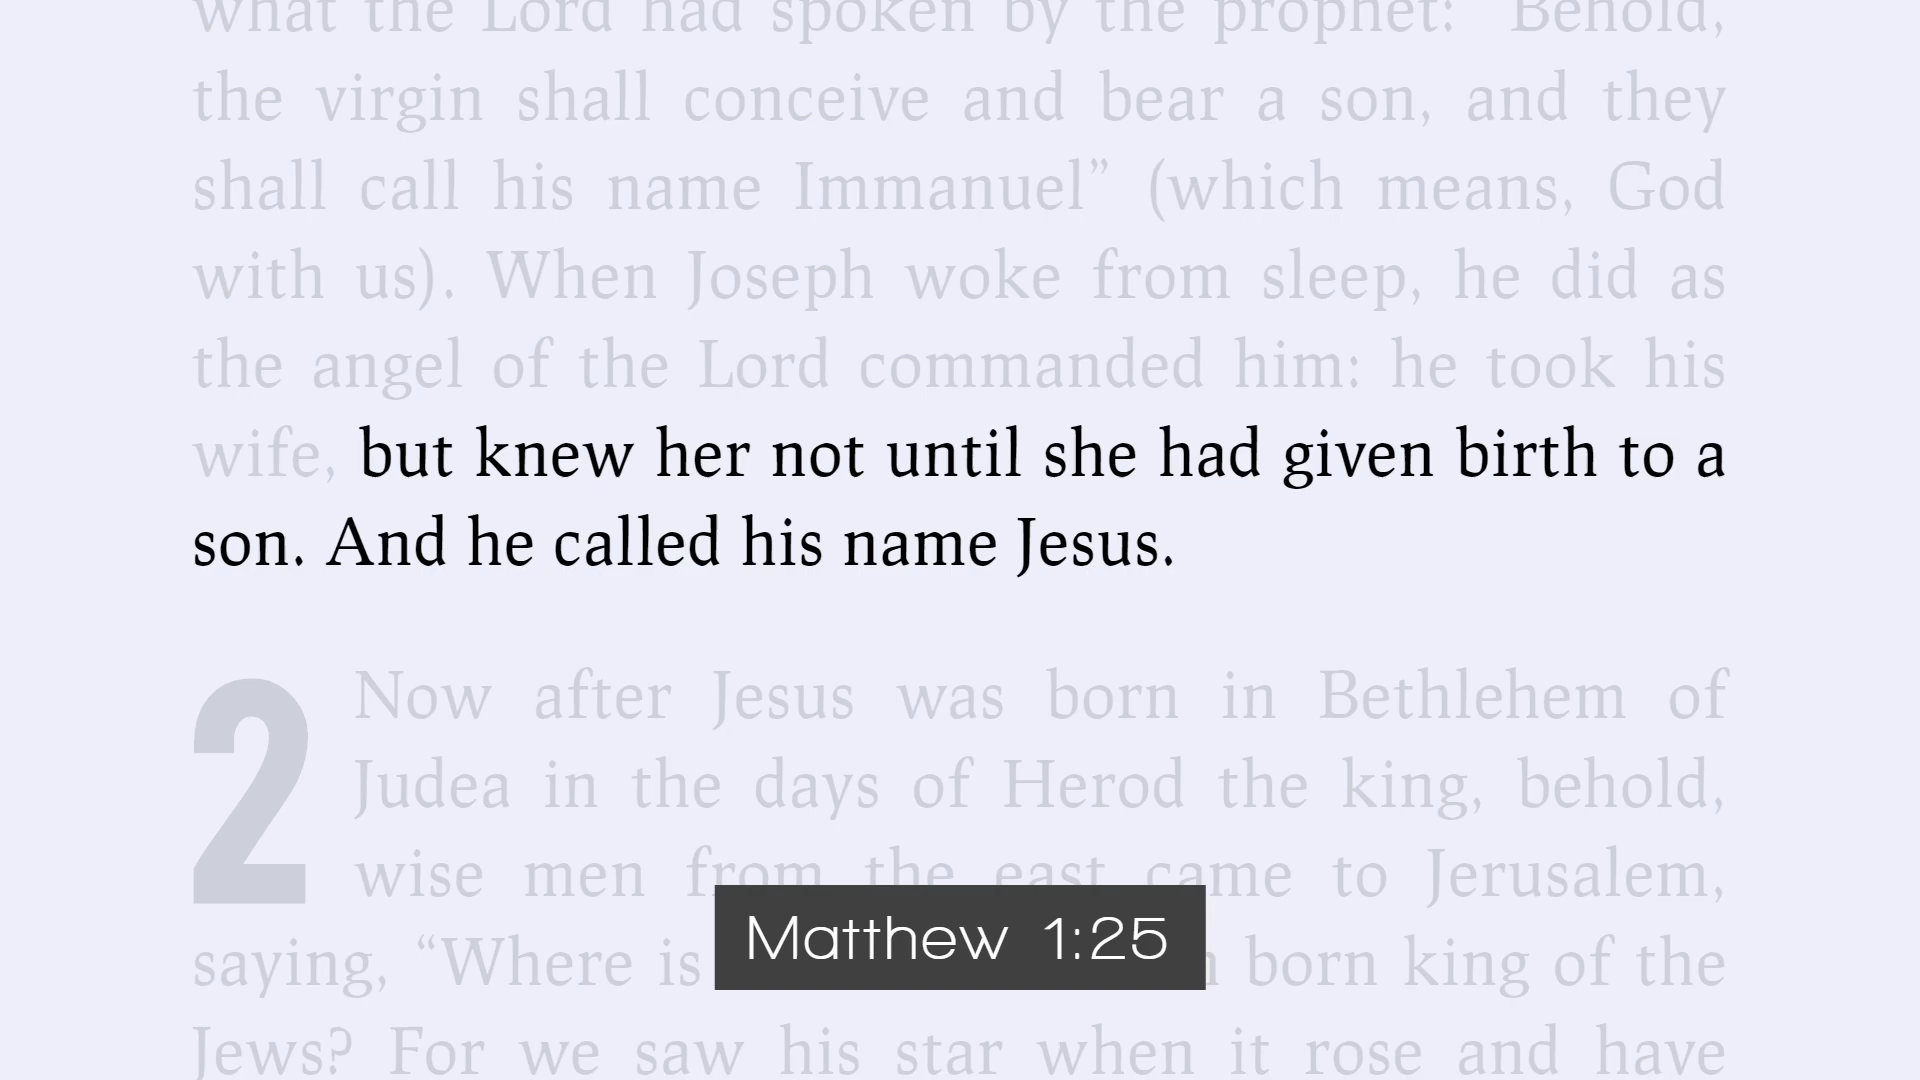 what the Lord had spoken by the prophet: “Behold,
the virgin shall conceive and bear a son, and they
shall call his name Immanuel” (which means, God
with us). When Joseph woke from sleep, he did as
the angel of the Lord commanded him: he took his
wife, but knew her not until she had given birth to a
son. And he called his name Jesus.
2
Now after Jesus was born in Bethlehem of
Judea in the days of Herod the king, behold,
wise men from the east came to Jerusalem,
saying, “Where is born king of the
Jews? For we saw his star when it rose and have
Matthew 1:25